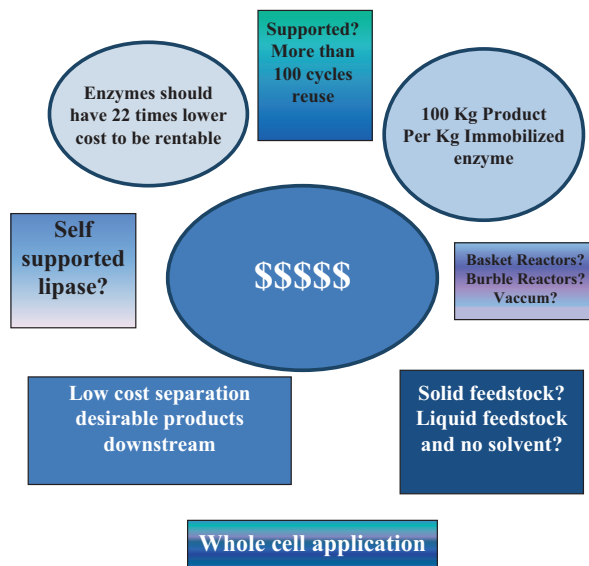 Supported?
More than
100 cycles
reuse
Enzymes should
have 22 times lower
cost to be rentable
100 Kg Product
Per Kg Immobilized
enzyme
Self
supported
lipase?
$$$$$
Basket Reactors?
Burble Reactors?
Vaccum?
Low cost separation
desirable products
downstream
Solid feedstock?
Liquid feedstock
and no solvent?
Whole cell application